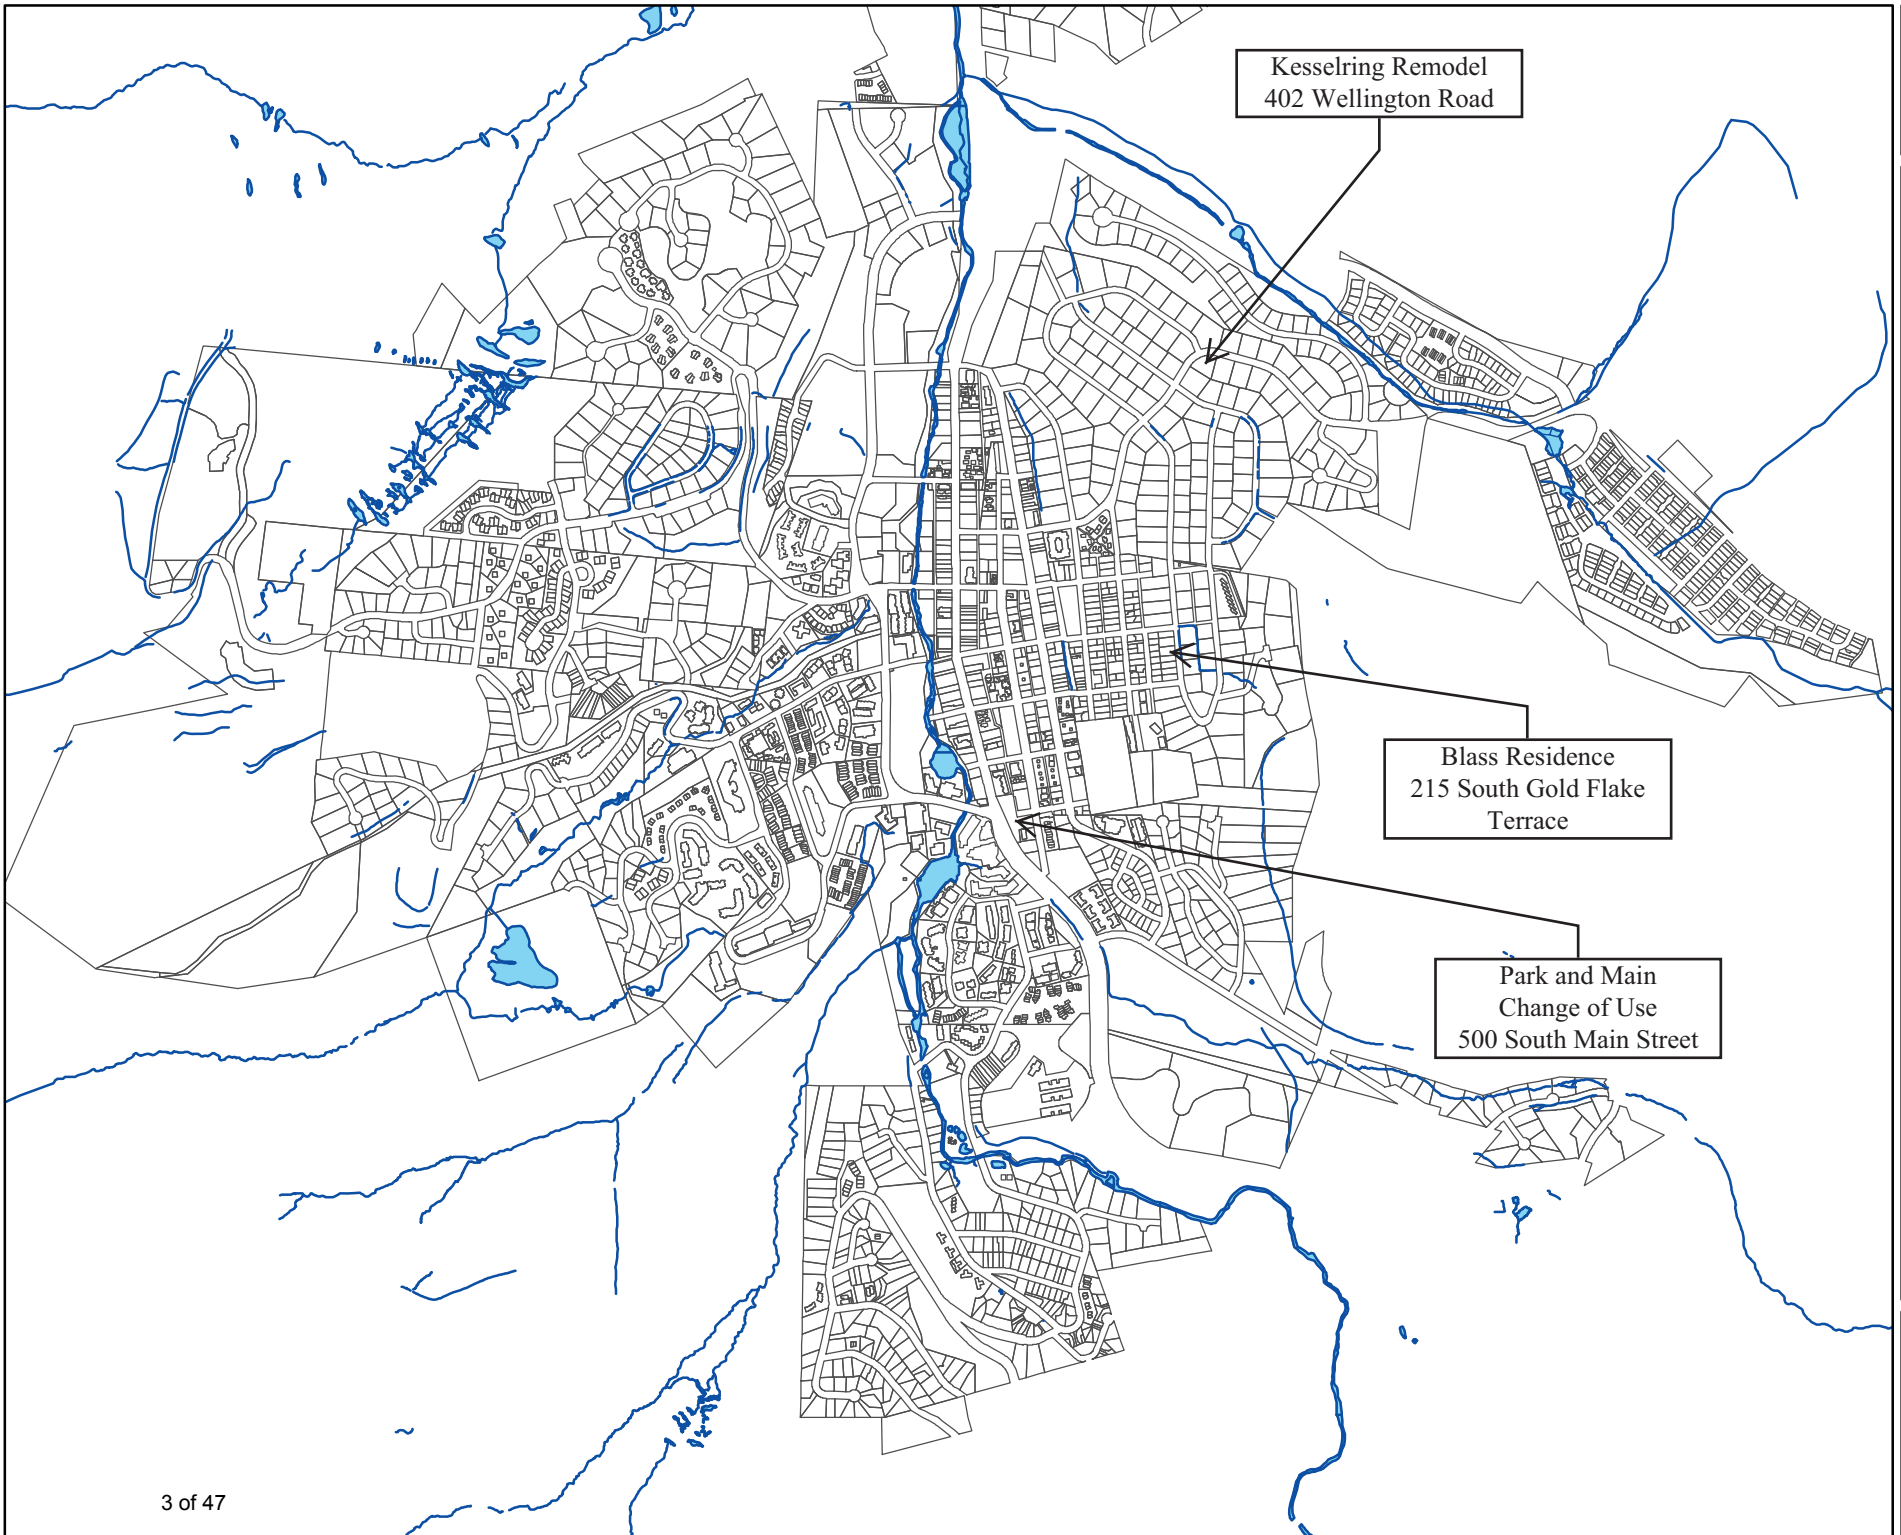 Kesselring Remodel
402 Wellington Road
Blass Residence
215 South Gold Flake
Terrace
Park and Main
Change of Use
500 South Main Street
3 of 47